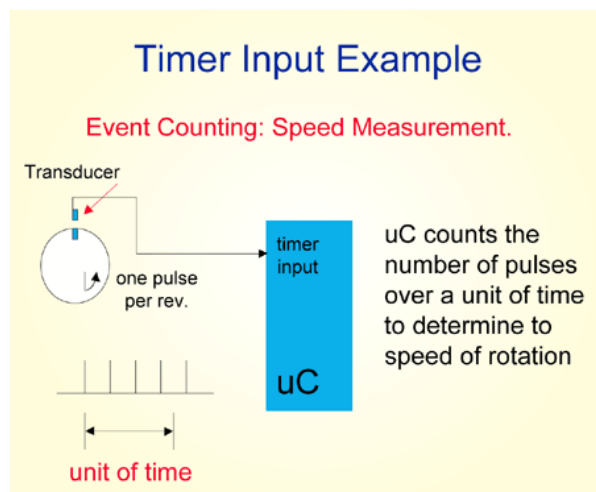 Timer Input Example
Event Counting: Speed Measurement.
Transducer
one pulse
per rev.
timer
input
uC
uC counts the
number of pulses
over a unit of time
to determine to
speed of rotation
unit of time